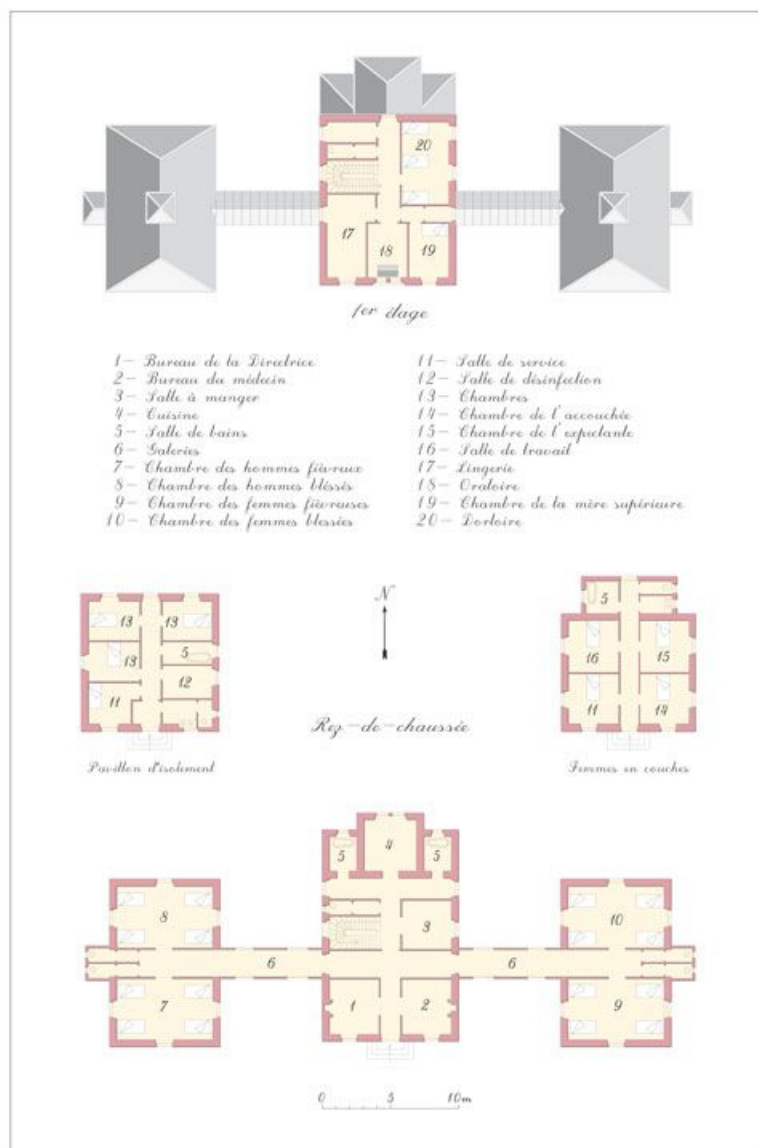 20
17
18
19
1er étage
1- Bureau de la Directrice
2- Bureau du médecin
3- Salle à manger
4- Cuisine
5- Salle de bains
6- Galeries
7- Chambre des hommes fiévreux
8- Chambre des hommes bléssés
9- Chambre des femmes fiévreuses
10- Chambre des femmes blessées
11- Salle de service
12- Salle de désinfection
13- Chambres
14- Chambre de l'accouchée
15- Chambre de l'expectante
16- Salle de travail
17- Lingerie
18- Oratoire
19- Chambre de la mère supérieure
20- Dortoire
13 13
13 5
12
11
Pavillon d'isolement
N
Rez-de-chaussée
5
16 15
11 14
Femmes en couches
4
5 5
8 3 10
6 6
7 1 2 9
0 5 10m